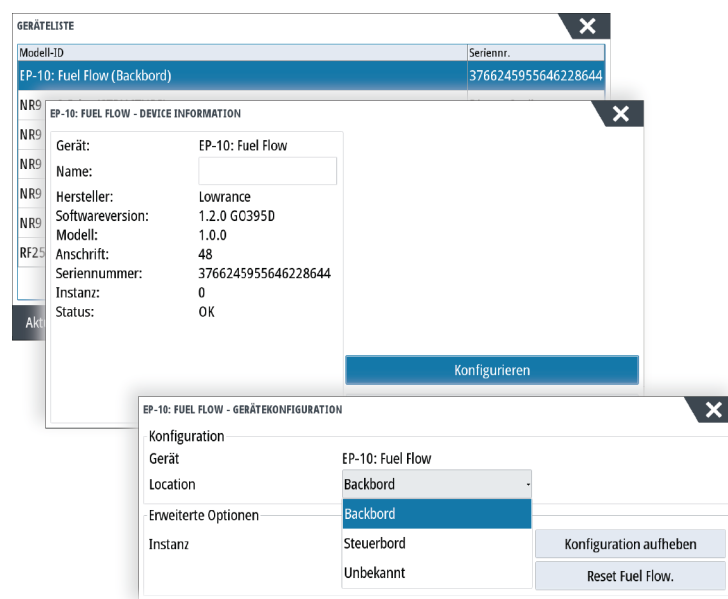 GERÄTELISTE
Modell-ID Seriennr.
EP-10: Fuel Flow (Backbord) 3766245955646228644
NR9
NR9
NR9
NR9
NR9
RF25
EP-10: FUEL FLOW - DEVICE INFORMATION
Gerät: EP-10: Fuel Flow
Name:
Hersteller: Lowrance
Softwareversion: 1.2.0 GO395D
Modell: 1.0.0
Anschrift: 48
Seriennummer: 3766245955646228644
Instanz: 0
Status: OK
Konfigurieren
EP-10: FUEL FLOW - GERÄTEKONFIGURATION
Konfiguration
Gerät EP-10: Fuel Flow
Location Backbord
Backbord
Erweiterte Optionen
Instanz Steuerbord Konfiguration aufheben
Unbekannt Reset Fuel Flow.